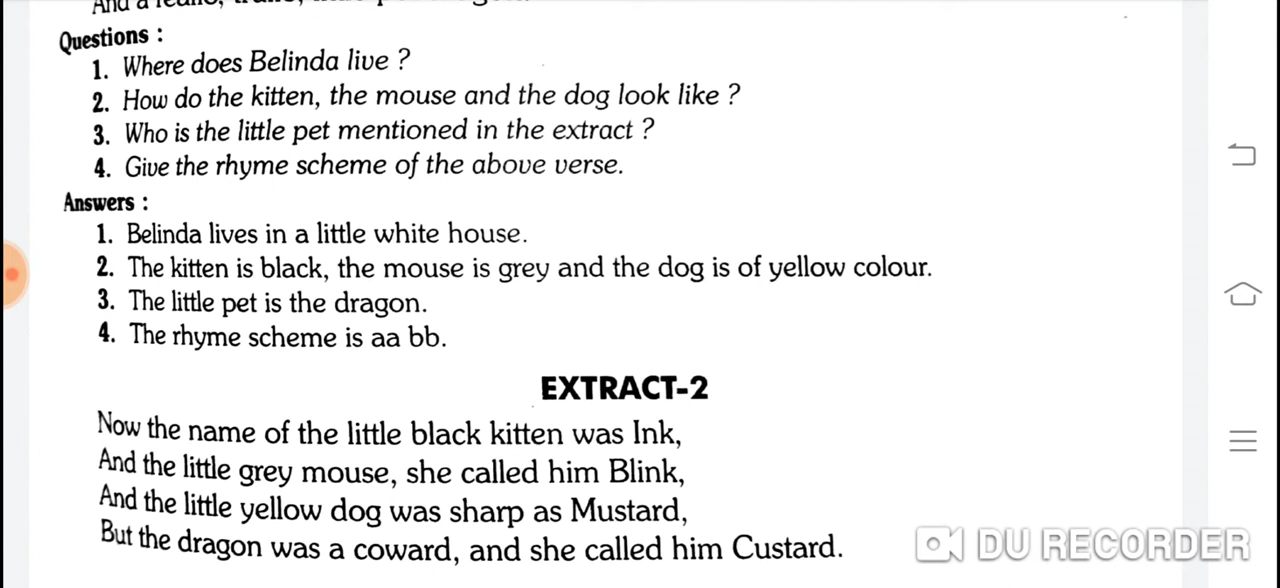 And a
Questions :
1. Where does Belinda live ?
2. How do the kitten, the mouse and the dog look like ?
3. Who is the little pet mentioned in the extract ?
4. Give the rhyme scheme of the above verse.
Answers :
1. Belinda lives in a little white house.
2. The kitten is black, the mouse is grey and the dog is of yellow colour.
3. The little pet is the dragon.
4. The rhyme scheme is aa bb.
EXTRACT-2
Now the name of the little black kitten was Ink,
And the little grey mouse, she called him Blink,
And the little yellow dog was sharp as Mustard,
But the dragon was a coward, and she called him Custard.
DU RECORDER